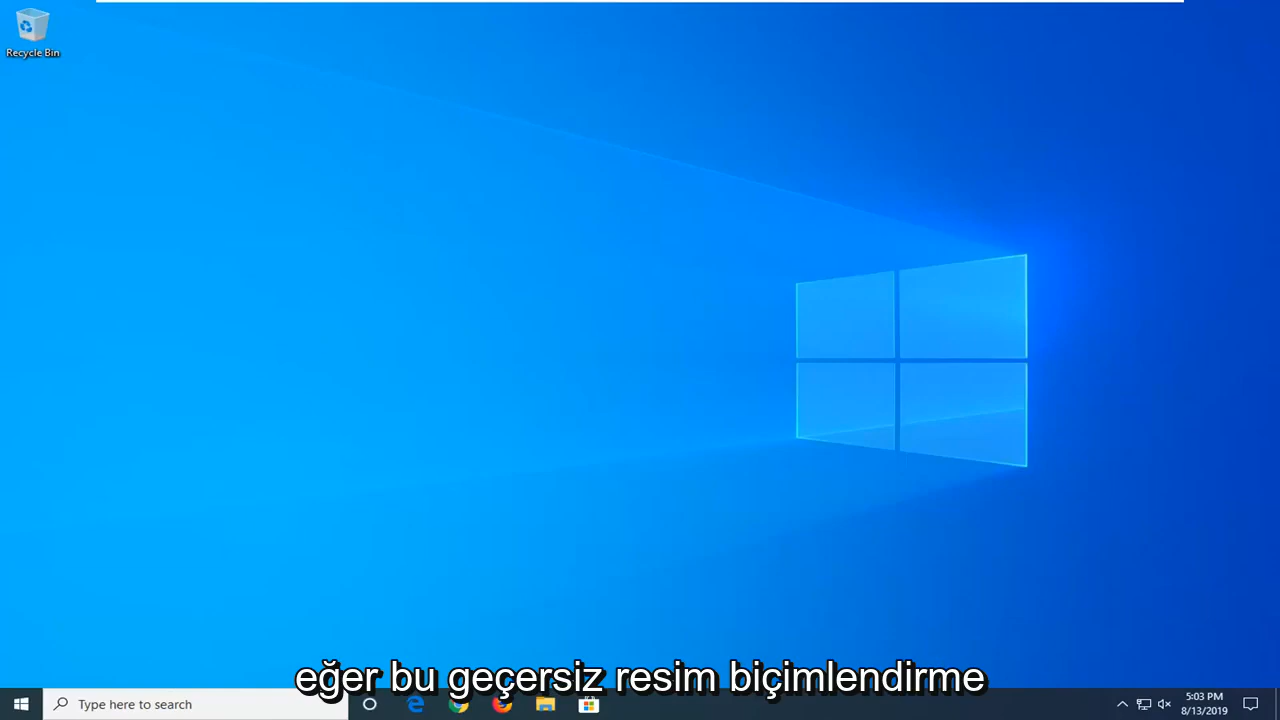 Recycle Bin
eğer bu geçersiz resim biçimlendirme
Type here to search
5:03 PM
8/13/2019